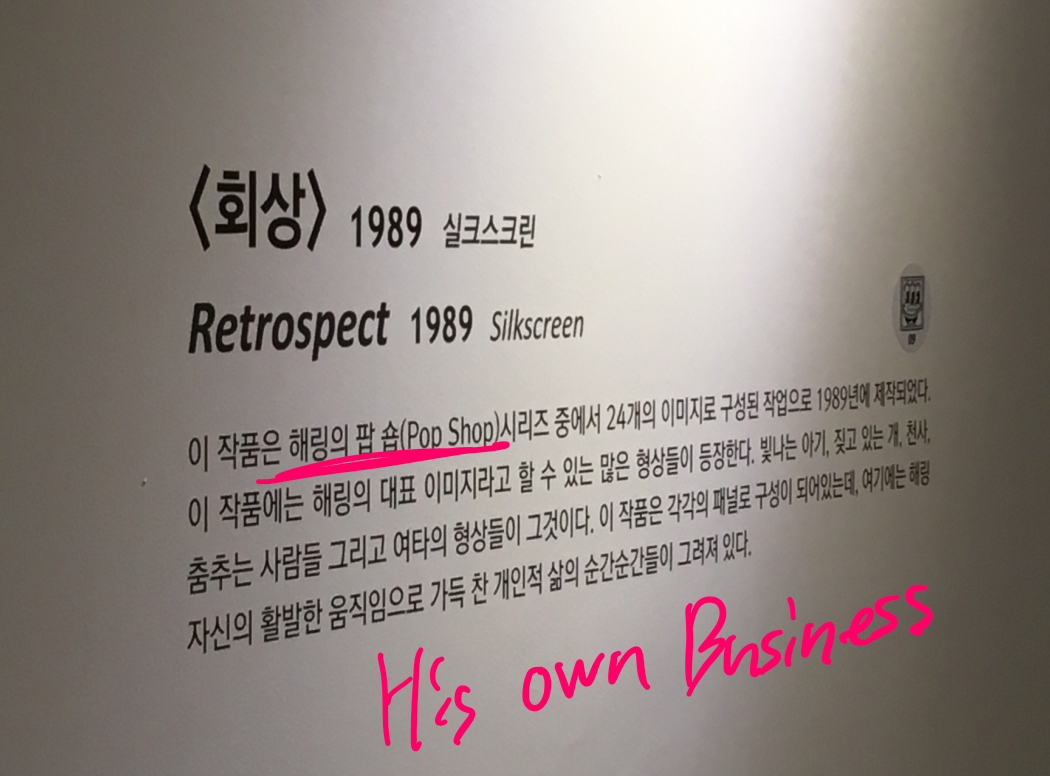 〈회상〉 1989 실크스크린
Retrospect 1989 Silkscreen
09
이 작품은 해링의 팝 숍(Pop Shop)시리즈 중에서 24개의 이미지로 구성된 작업으로 1989년에 제작되었다.
이 작품에는 해링의 대표 이미지라고 할 수 있는 많은 형상들이 등장한다. 빛나는 아기, 짖고 있는 개, 천사,
춤추는 사람들 그리고 여타의 형상들이 그것이다. 이 작품은 각각의 패널로 구성이 되어있는데, 여기에는 해링
자신의 활발한 움직임으로 가득 찬 개인적 삶의 순간순간들이 그려져 있다.
His own Business